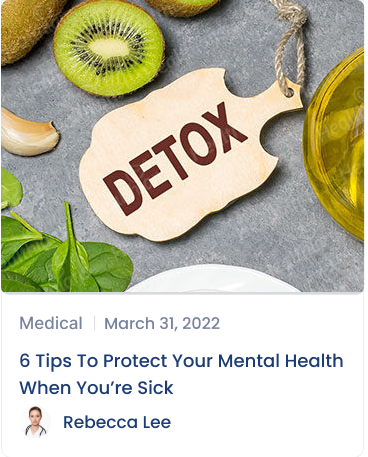 DETOX
Medical | March 31, 2022
6 Tips To Protect Your Mental Health
When You’re Sick
Rebecca Lee